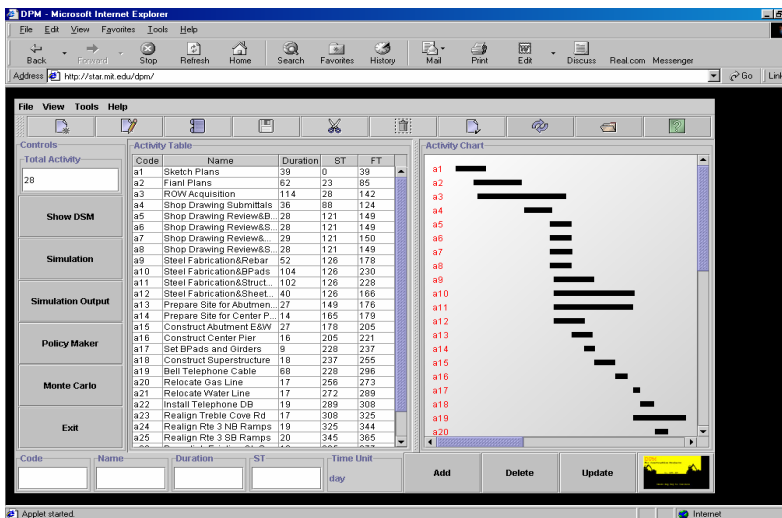 DPM - Microsoft Internet Explorer
File Edit View Favorites Tools Help
Back Forward Stop Refresh Home Search Favorites History Mail Print Edit Discuss Real.com Messenger
Address http://star.mit.edu/dpm/ Go Link
File View Tools Help
Controls
Total Activity
28
Show DSM
Simulation
Simulation Output
Policy Maker
Monte Carlo
Exit
Activity Table
Code Name Duration ST FT
a1 Sketch Plans 39 0 39
a2 Fianl Plans 62 23 85
a3 ROW Acquisition 114 28 142
a4 Shop Drawing Submittals 36 88 124
a5 Shop Drawing Review&B... 28 121 149
a6 Shop Drawing Review&S... 28 121 149
a7 Shop Drawing Review&... 29 121 150
a8 Shop Drawing Review&S... 28 121 149
a9 Steel Fabrication&Rebar 52 126 178
a10 Steel Fabrication&BPads 104 126 230
a11 Steel Fabrication&Struct... 102 126 228
a12 Steel Fabrication&Sheet... 40 126 166
a13 Prepare Site for Abutmen... 27 149 176
a14 Prepare Site for Center P... 14 165 179
a15 Construct Abutment E&W 27 178 205
a16 Construct Center Pier 16 205 221
a17 Set BPads and Girders 9 228 237
a18 Construct Superstructure 18 237 255
a19 Bell Telephone Cable 68 228 296
a20 Relocate Gas Line 17 256 273
a21 Relocate Water Line 17 272 289
a22 Install Telephone DB 19 289 308
a23 Realign Treble Cove Rd 17 308 325
a24 Realign Rte 3 NB Ramps 19 325 344
a25 Realign Rte 3 SB Ramps 20 345 365
Activity Chart
a1
a2
a3
a4
a5
a6
a7
a8
a9
a10
a11
a12
a13
a14
a15
a16
a17
a18
a19
a20
Code Name Duration ST Time Unit
day
Add Delete Update
Applet started. Internet